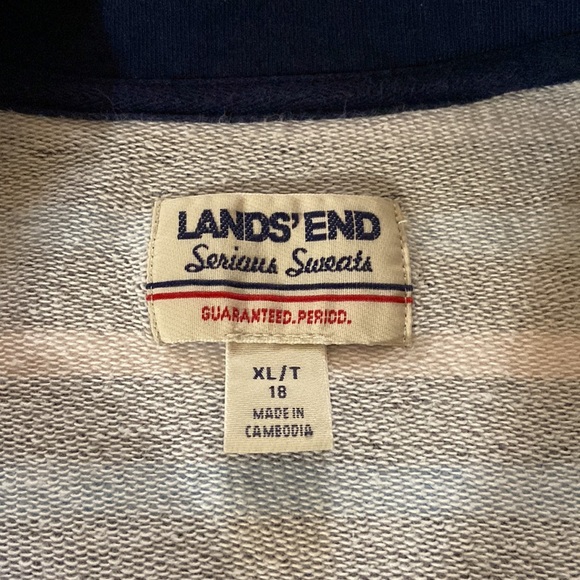 LANDS' END
Serious Sweats
GUARANTEED. PERIOD.
XL/T
18
MADE IN
CAMBODIA